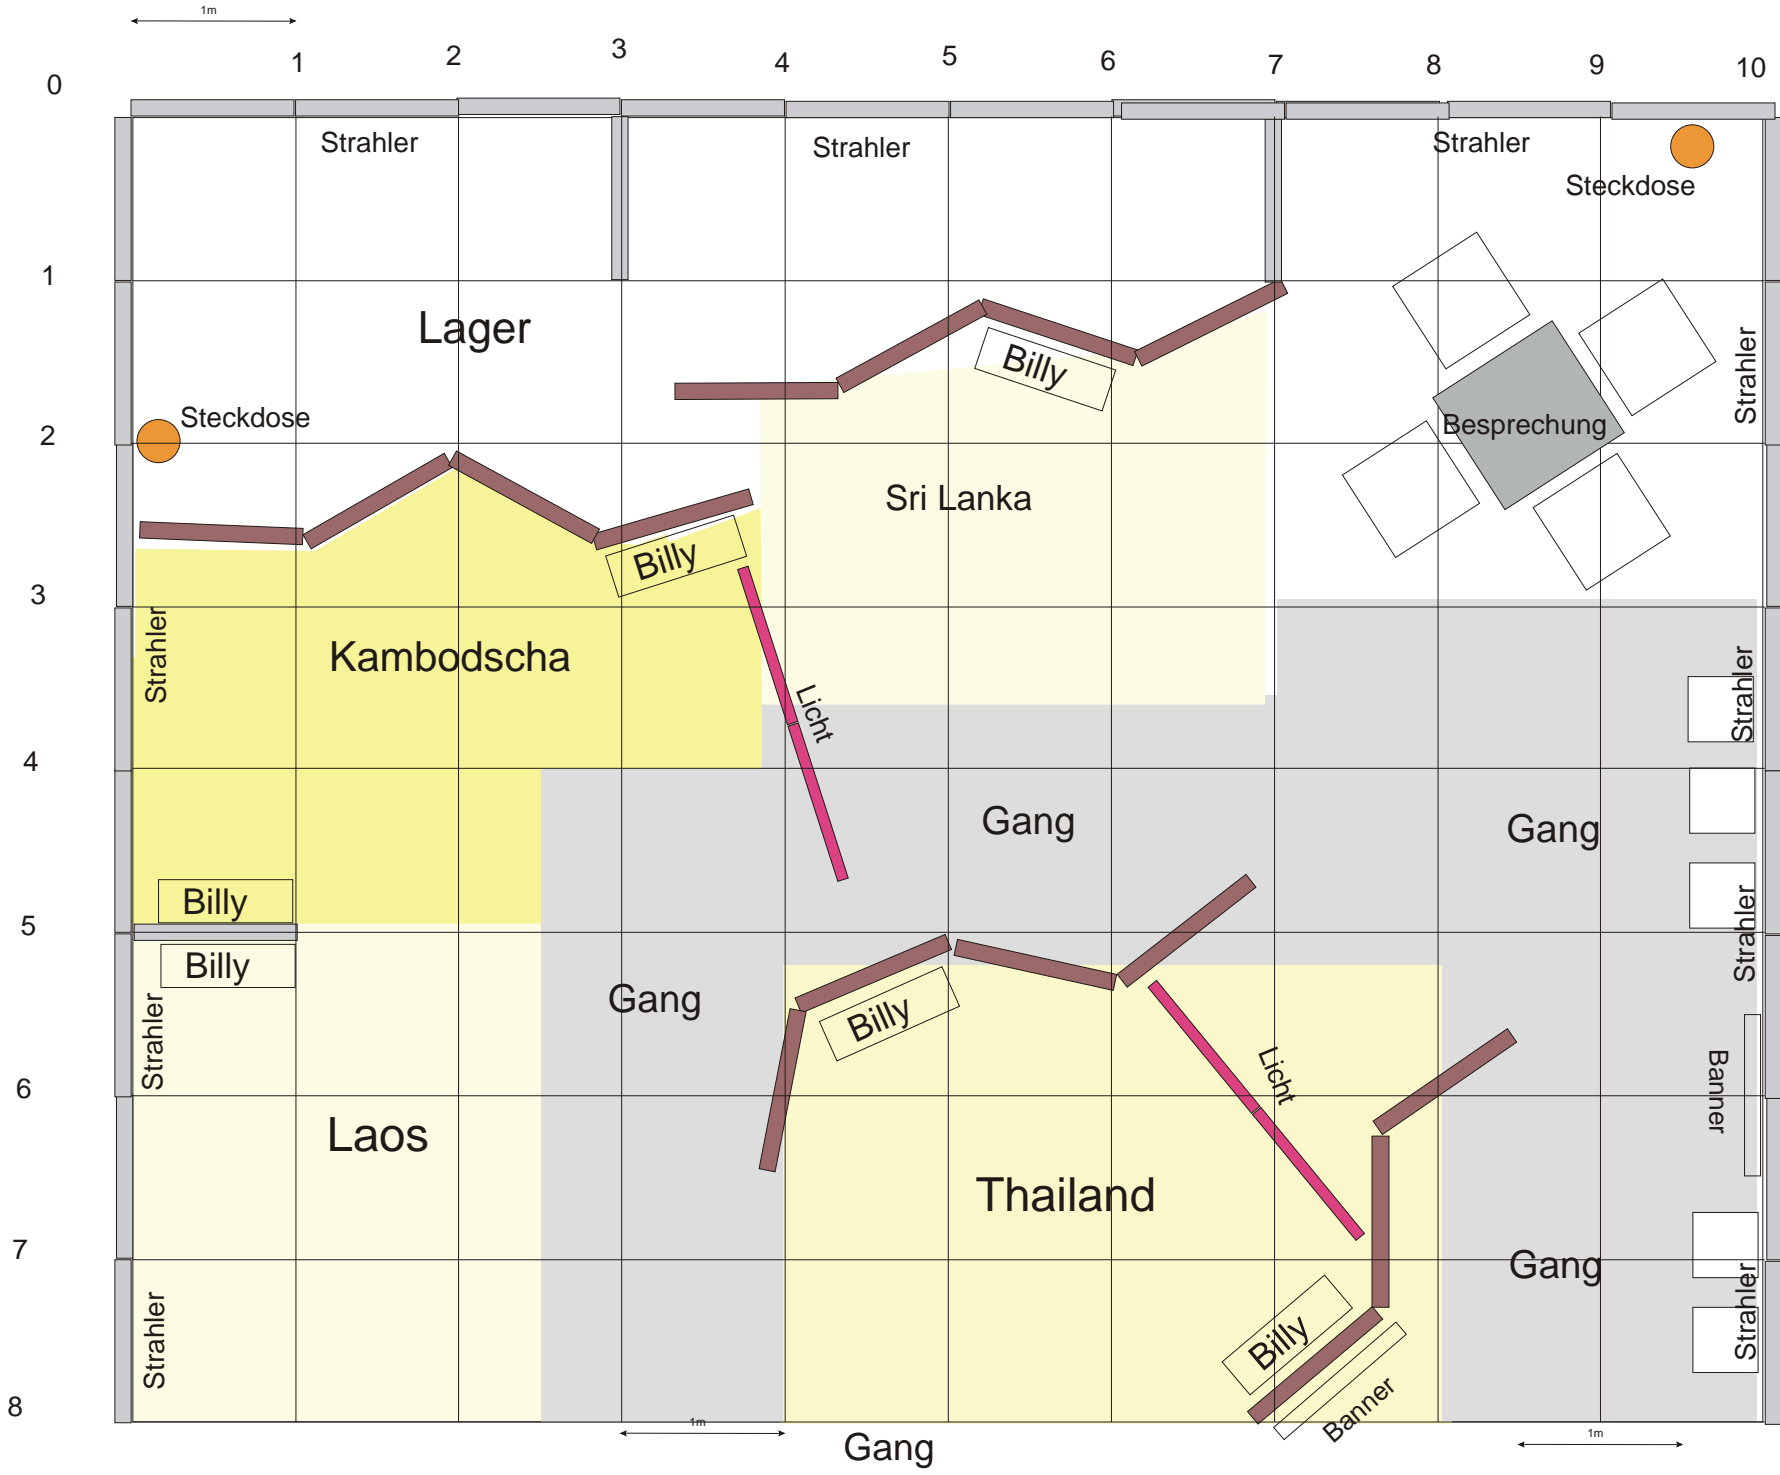 1m
0
1
2
3
4
5
6
7
8
9
10
Strahler
Strahler
Strahler
Steckdose
1
Lager
Billy
Strahler
Steckdose
2
Besprechung
Sri Lanka
Billy
3
Strahler
Kambodscha
Licht
Strahler
4
Gang
Gang
Billy
5
Strahler
Billy
Gang
Billy
Strahler
Licht
Banner
6
Laos
Thailand
7
Gang
Strahler
Billy
Strahler
Banner
8
1m
Gang
1m